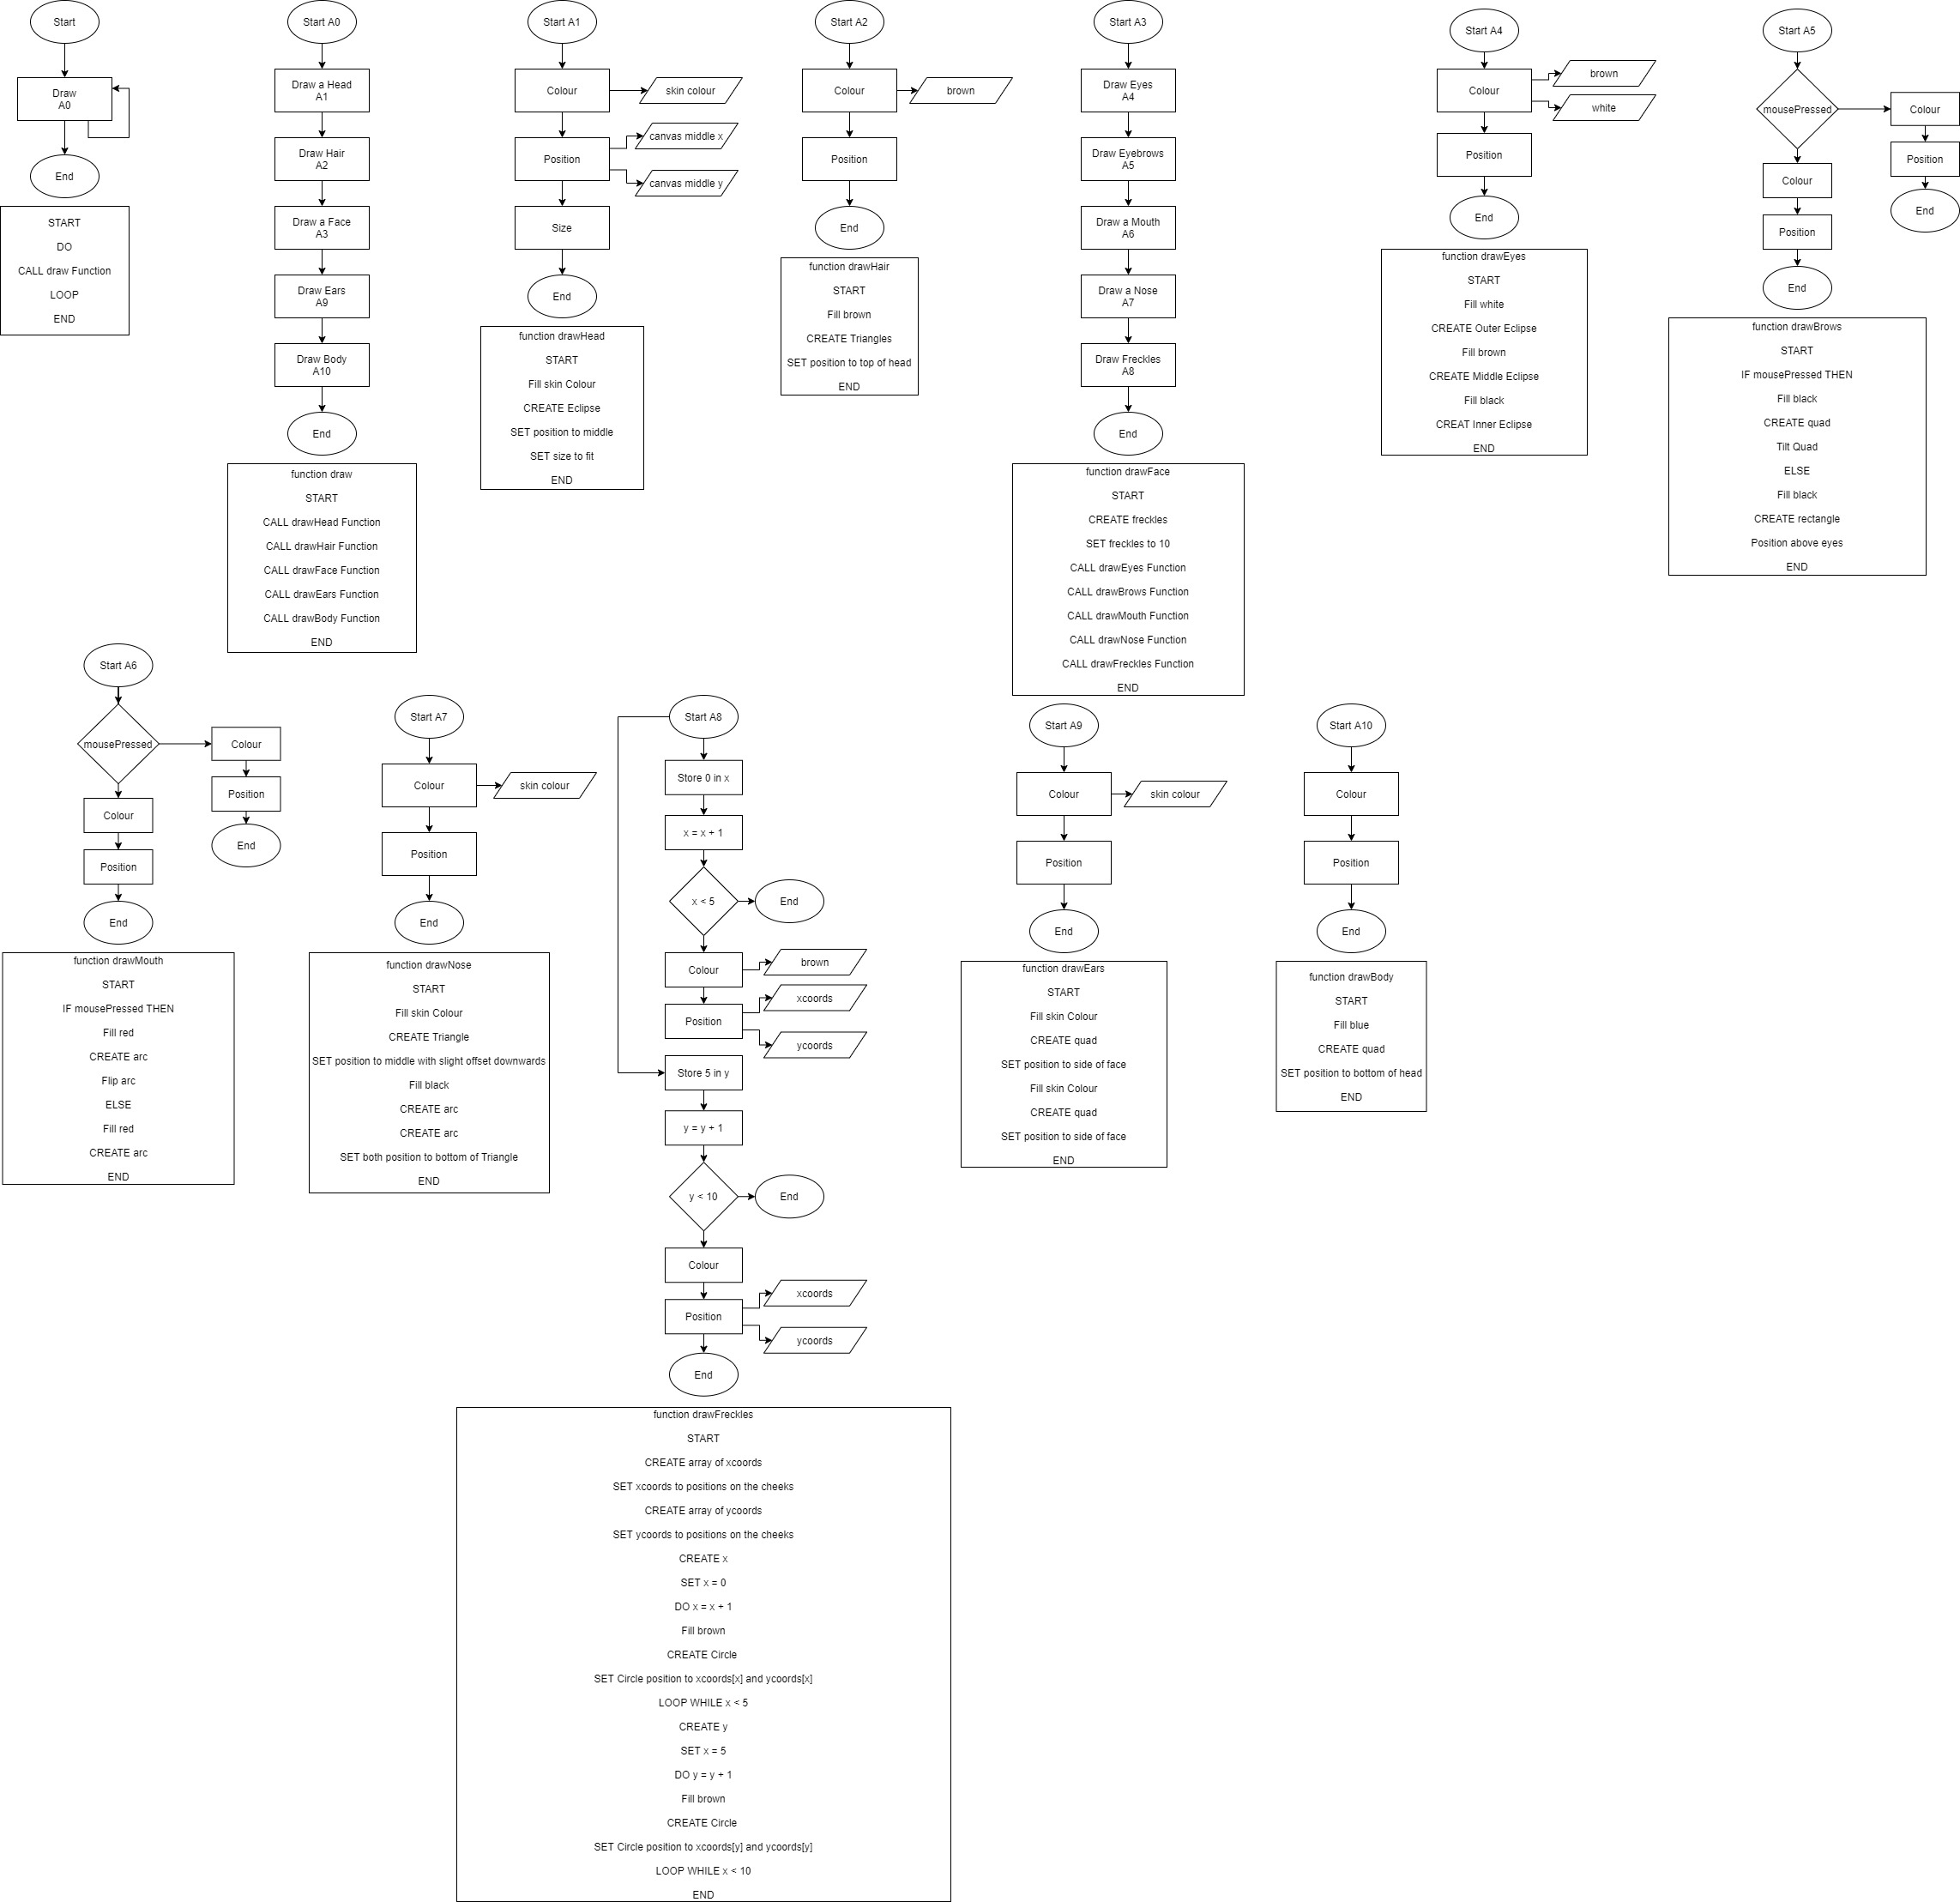 Start
Draw
A0
End
START
DO
CALL draw Function
LOOP
END
Start A0
Draw a Head
A1
Draw Hair
A2
Draw a Face
A3
Draw Ears
A9
Draw Body
A10
End
function draw
START
CALL drawHead Function
CALL drawHair Function
CALL drawFace Function
CALL drawEars Function
CALL drawBody Function
END
Start A1
Colour
skin colour
canvas middle x
Position
canvas middle y
Size
End
function drawHead
START
Fill skin Colour
CREATE Eclipse
SET position to middle
SET size to fit
END
Start A2
Colour
brown
Position
End
function drawHair
START
Fill brown
CREATE Triangles
SET position to top of head
END
Start A3
Draw Eyes
A4
Draw Eyebrows
A5
Draw a Mouth
A6
Draw a Nose
A7
Draw Freckles
A8
End
function drawFace
START
CREATE freckles
SET freckles to 10
CALL drawEyes Function
CALL drawBrows Function
CALL drawMouth Function
CALL drawNose Function
CALL drawFreckles Function
END
Start A4
brown
Colour
white
Position
End
function drawEyes
START
Fill white
CREATE Outer Eclipse
Fill brown
CREATE Middle Eclipse
Fill black
CREAT Inner Eclipse
END
Start A5
mousePressed
Colour
Position
End
Colour
Position
End
function drawBrows
START
IF mousePressed THEN
Fill black
CREATE quad
Tilt Quad
ELSE
Fill black
CREATE rectangle
Position above eyes
END
Start A6
mousePressed
Colour
Position
End
Colour
Position
End
function drawMouth
START
IF mousePressed THEN
Fill red
CREATE arc
Flip arc
ELSE
Fill red
CREATE arc
END
Start A7
Colour
skin colour
Position
End
function drawNose
START
Fill skin Colour
CREATE Triangle
SET position to middle with slight offset downwards
Fill black
CREATE arc
CREATE arc
SET both position to bottom of Triangle
END
Start A8
Store 0 in x
x = x + 1
x < 5
End
brown
Colour
xcoords
Position
ycoords
Store 5 in y
y = y + 1
y < 10
End
Colour
xcoords
Position
ycoords
End
function drawFreckles
START
CREATE array of xcoords
SET xcoords to positions on the cheeks
CREATE array of ycoords
SET ycoords to positions on the cheeks
CREATE x
SET x = 0
DO x = x + 1
Fill brown
CREATE Circle
SET Circle position to xcoords[x] and ycoords[x]
LOOP WHILE x < 5
CREATE y
SET x = 5
DO y = y + 1
Fill brown
CREATE Circle
SET Circle position to xcoords[y] and ycoords[y]
LOOP WHILE x < 10
END
Start A9
Colour
skin colour
Position
End
function drawEars
START
Fill skin Colour
CREATE quad
SET position to side of face
Fill skin Colour
CREATE quad
SET position to side of face
END
Start A10
Colour
Position
End
function drawBody
START
Fill blue
CREATE quad
SET position to bottom of head
END